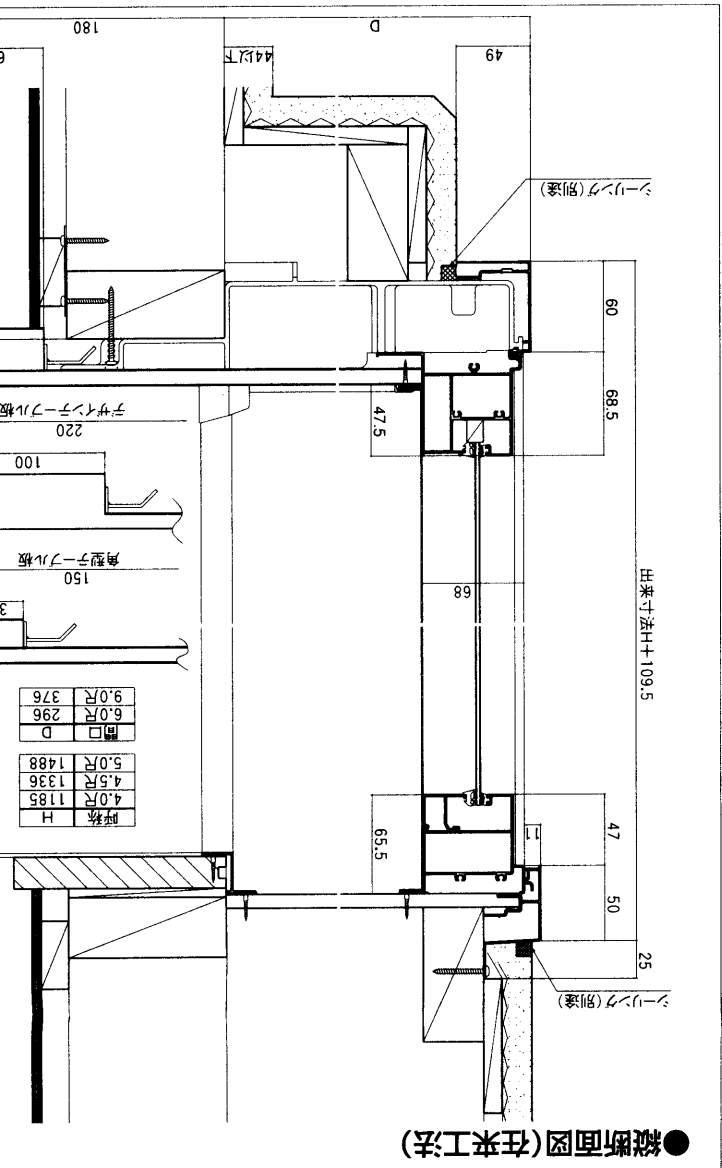 ●縦断面図(在来工法)
シーリング(別途)
25
50
11
47
65.5
呼称 H
4.0尺 1185
4.5尺 1336
5.0尺 1488
間口 D
6.0尺 296
9.0尺 376
出来寸法H+109.5
68
150
角型テーブル板
100
220
デザインテーブル板
47.5
68.5
60
シーリング(別途)
49
44以下
D
180